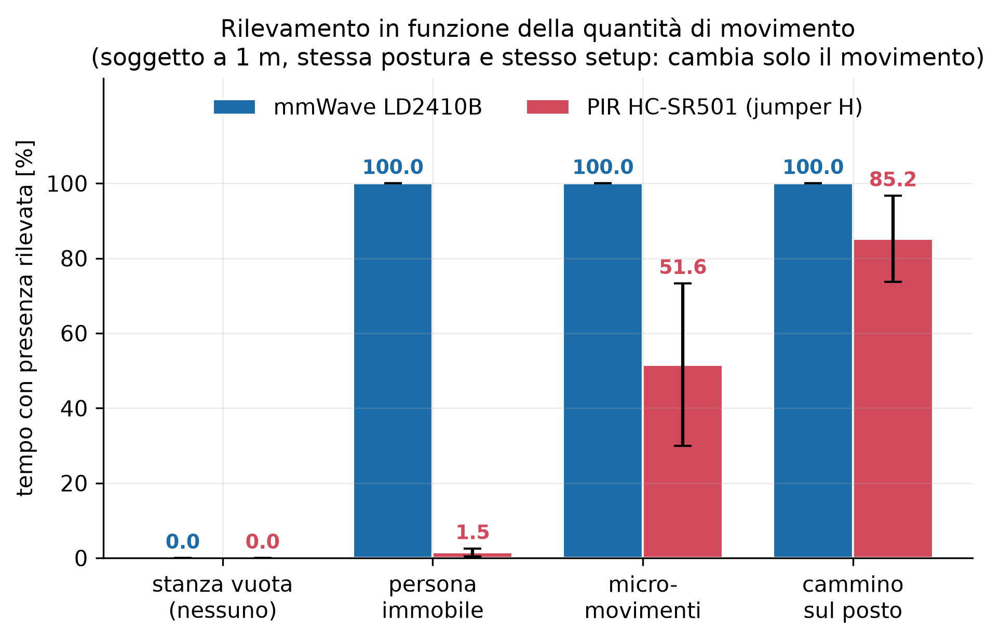 Rilevamento in funzione della quantità di movimento
(soggetto a 1 m, stessa postura e stesso setup: cambia solo il movimento)
mmWave LD2410B
PIR HC-SR501 (jumper H)
tempo con presenza rilevata [%]
100
80
60
40
20
0
0.0
0.0
100.0
1.5
100.0
51.6
100.0
85.2
stanza vuota
(nessuno)
persona
immobile
micro-
movimenti
cammino
sul posto